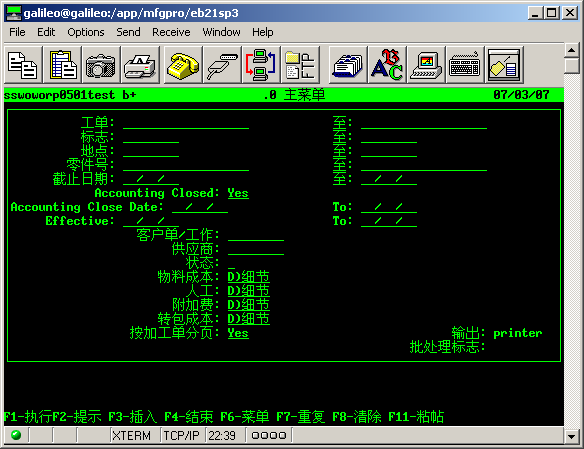 galileo@galileo:/app/mfgpro/eb21sp3
File Edit Options Send Receive Window Help
ABC
sswoworp0501test b+ .0 主菜单 07/03/07
工单: 至:
标志: 至:
地点: 至:
零件号: 至:
截止日期: / / 至: / /
Accounting Closed: Yes
Accounting Close Date: / / To: / /
Effective: / / To: / /
客户单/工作:
供应商:
状态:
物料成本: D)细节
人工: D)细节
附加费: D)细节
转包成本: D)细节
按加工单分页: Yes 输出: printer
批处理标志:
F1-执行F2-提示 F3-插入 F4-结束 F6-菜单 F7-重复 F8-清除 F11-粘帖
XTERM TCP/IP 22:39